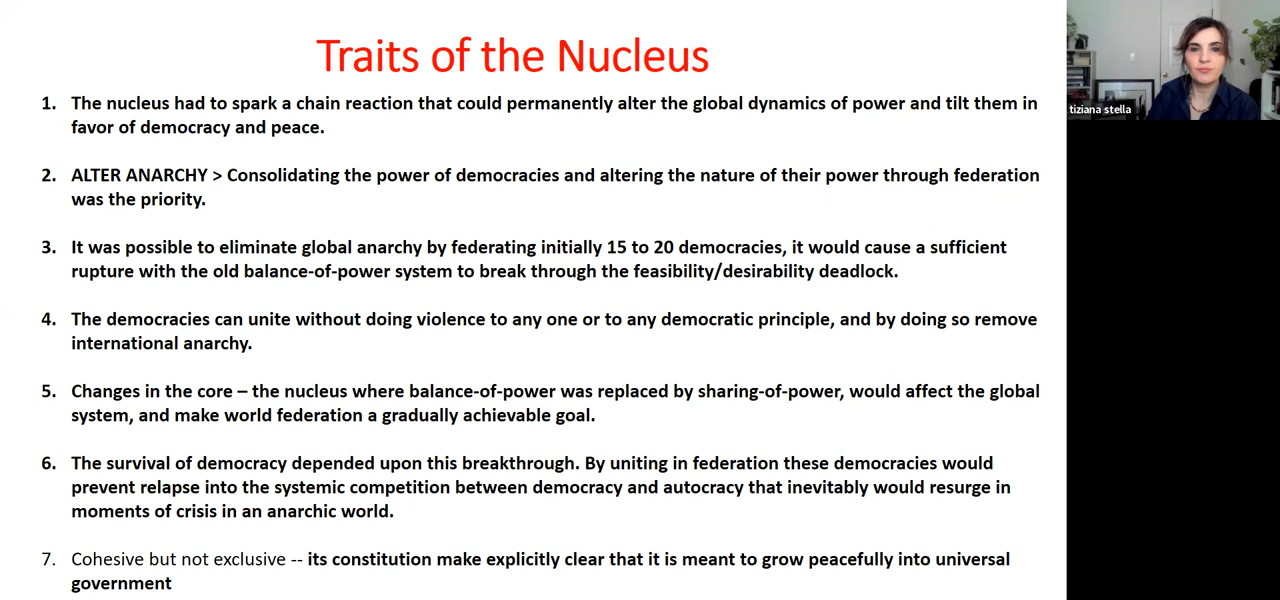 Traits of the Nucleus
1. The nucleus had to spark a chain reaction that could permanently alter the global dynamics of power and tilt them in
favor of democracy and peace.
2. ALTER ANARCHY > Consolidating the power of democracies and altering the nature of their power through federation
was the priority.
3. It was possible to eliminate global anarchy by federating initially 15 to 20 democracies, it would cause a sufficient
rupture with the old balance-of-power system to break through the feasibility/desirability deadlock.
4. The democracies can unite without doing violence to any one or to any democratic principle, and by doing so remove
international anarchy.
5. Changes in the core – the nucleus where balance-of-power was replaced by sharing-of-power, would affect the global
system, and make world federation a gradually achievable goal.
6. The survival of democracy depended upon this breakthrough. By uniting in federation these democracies would
prevent relapse into the systemic competition between democracy and autocracy that inevitably would resurge in
moments of crisis in an anarchic world.
7. Cohesive but not exclusive -- its constitution make explicitly clear that it is meant to grow peacefully into universal
government
tiziana stella